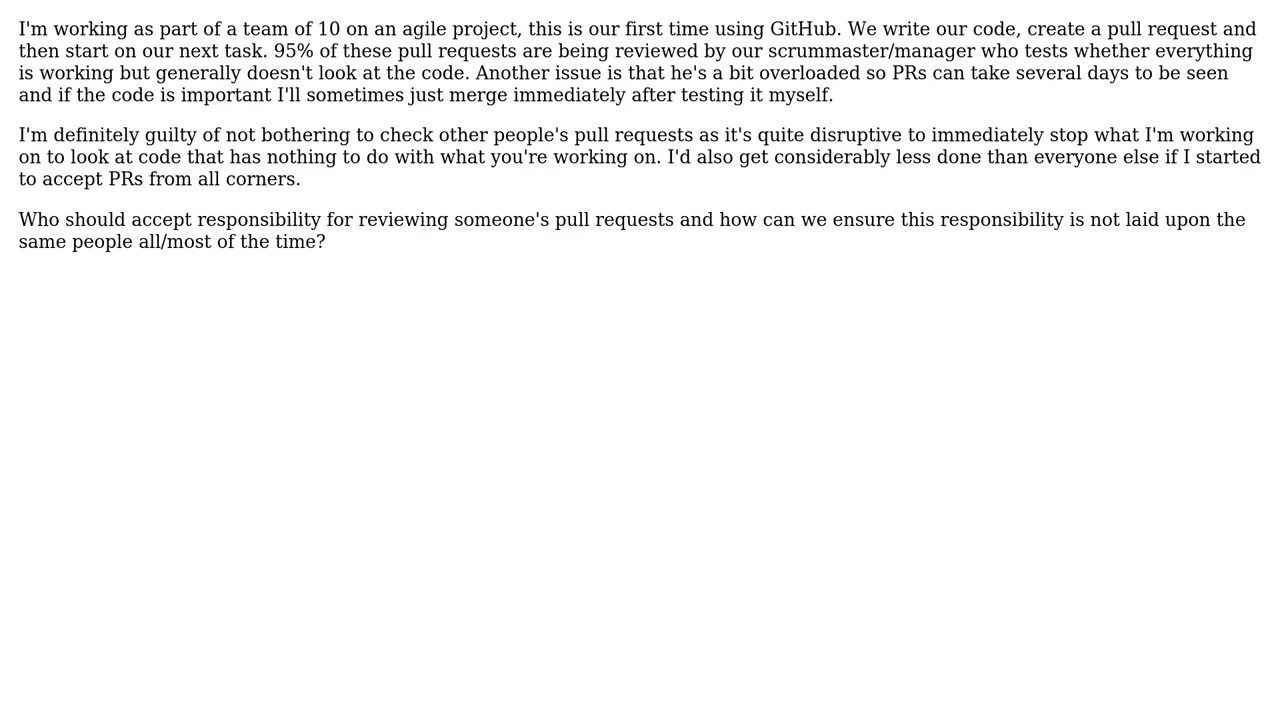 I'm working as part of a team of 10 on an agile project, this is our first time using GitHub. We write our code, create a pull request and
then start on our next task. 95% of these pull requests are being reviewed by our scrummaster/manager who tests whether everything
is working but generally doesn't look at the code. Another issue is that he's a bit overloaded so PRs can take several days to be seen
and if the code is important I'll sometimes just merge immediately after testing it myself.
I'm definitely guilty of not bothering to check other people's pull requests as it's quite disruptive to immediately stop what I'm working
on to look at code that has nothing to do with what you're working on. I'd also get considerably less done than everyone else if I started
to accept PRs from all corners.
Who should accept responsibility for reviewing someone's pull requests and how can we ensure this responsibility is not laid upon the
same people all/most of the time?